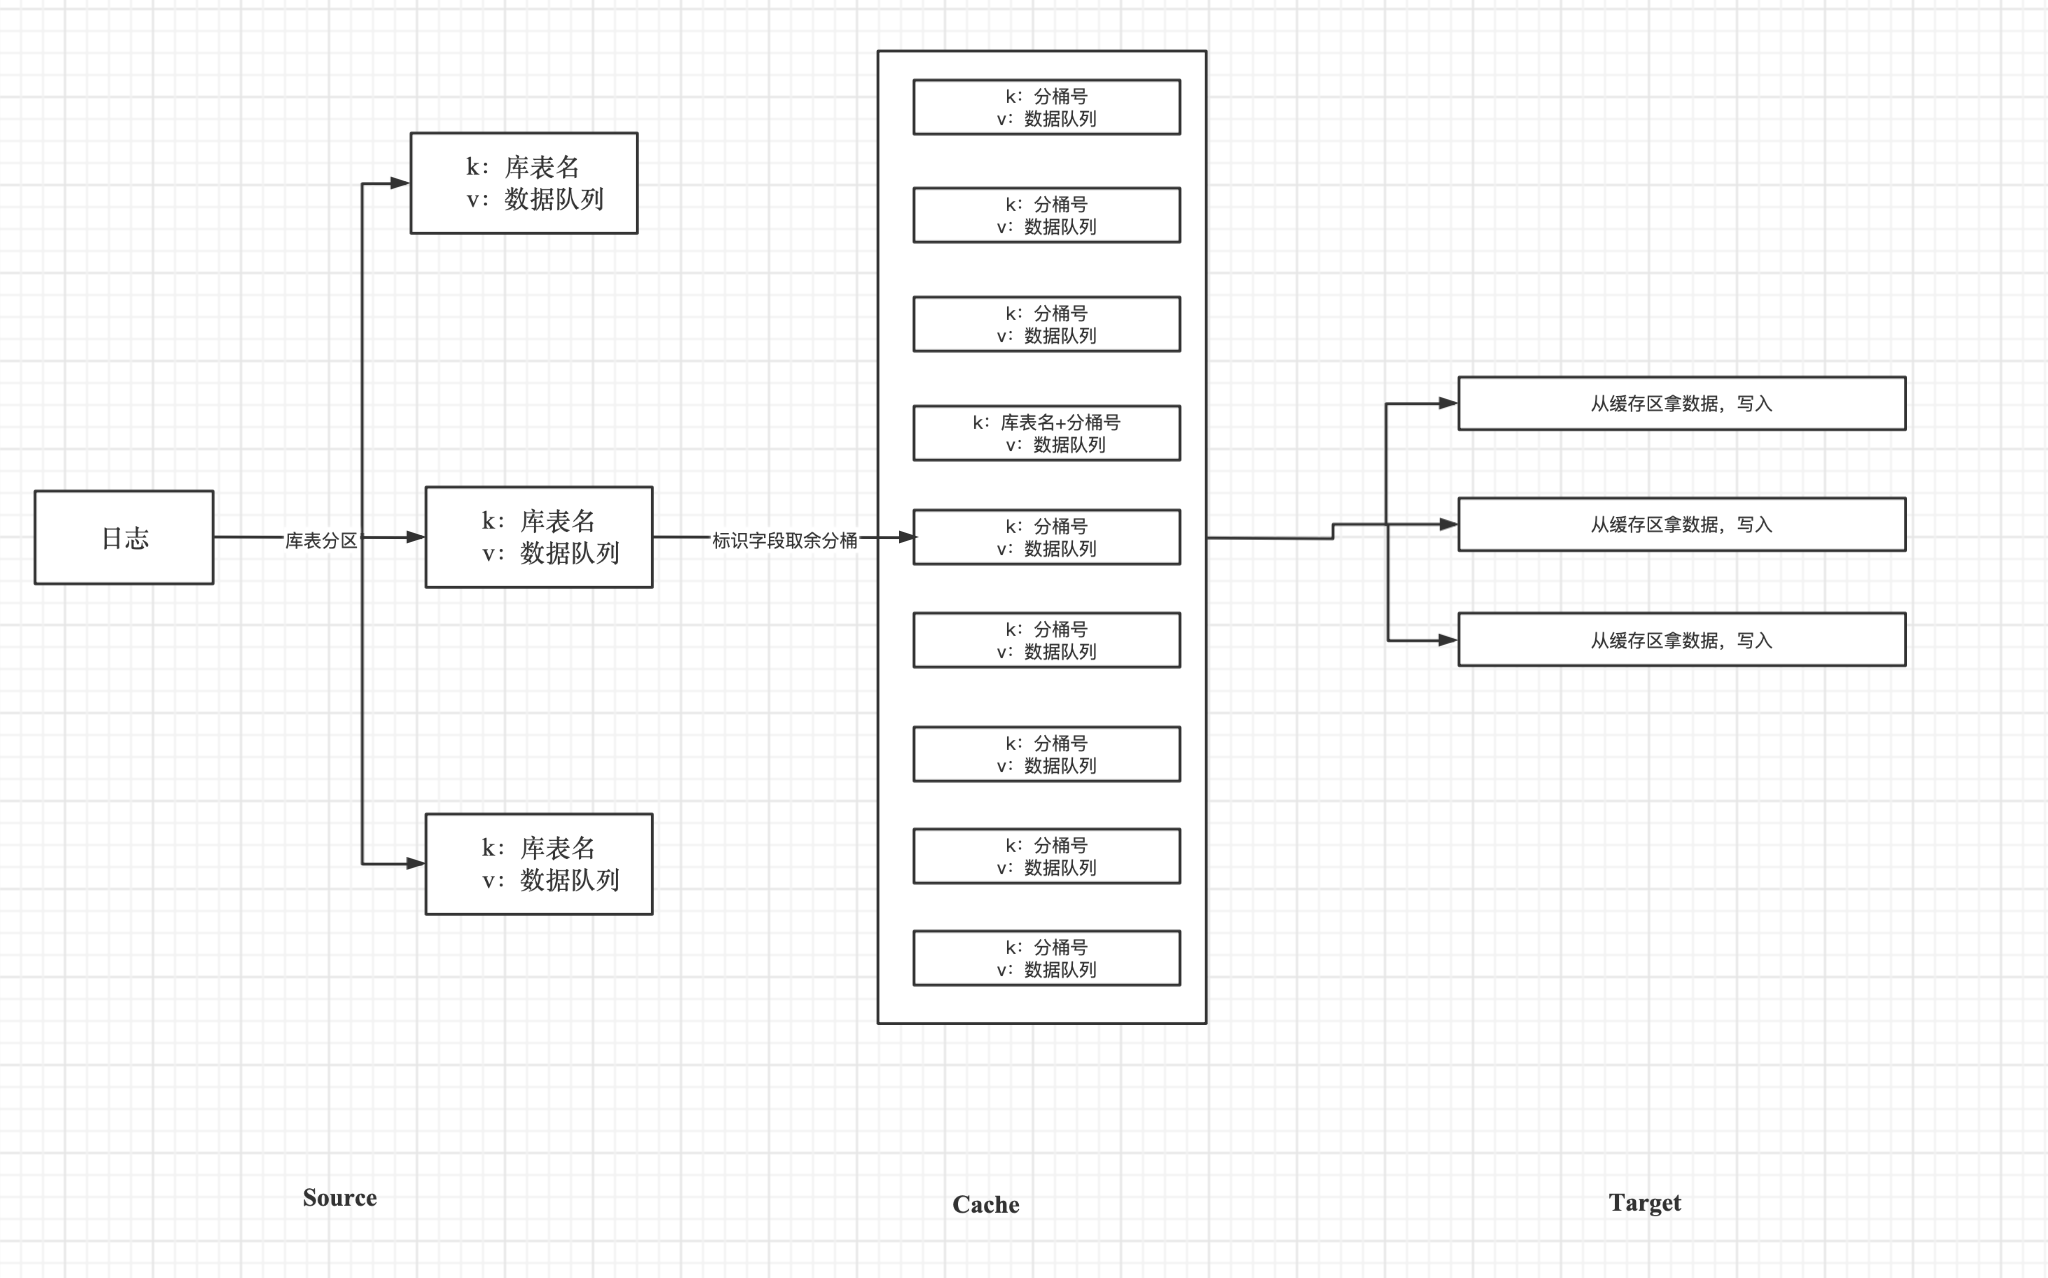 日志
库表分区
k：库表名
v：数据队列
k：库表名
v：数据队列
k：库表名
v：数据队列
标识字段取余分桶
k：分桶号
v：数据队列
k：分桶号
v：数据队列
k：分桶号
v：数据队列
k：库表名+分桶号
v：数据队列
k：分桶号
v：数据队列
k：分桶号
v：数据队列
k：分桶号
v：数据队列
k：分桶号
v：数据队列
k：分桶号
v：数据队列
从缓存区拿数据，写入
从缓存区拿数据，写入
从缓存区拿数据，写入
Source
Cache
Target